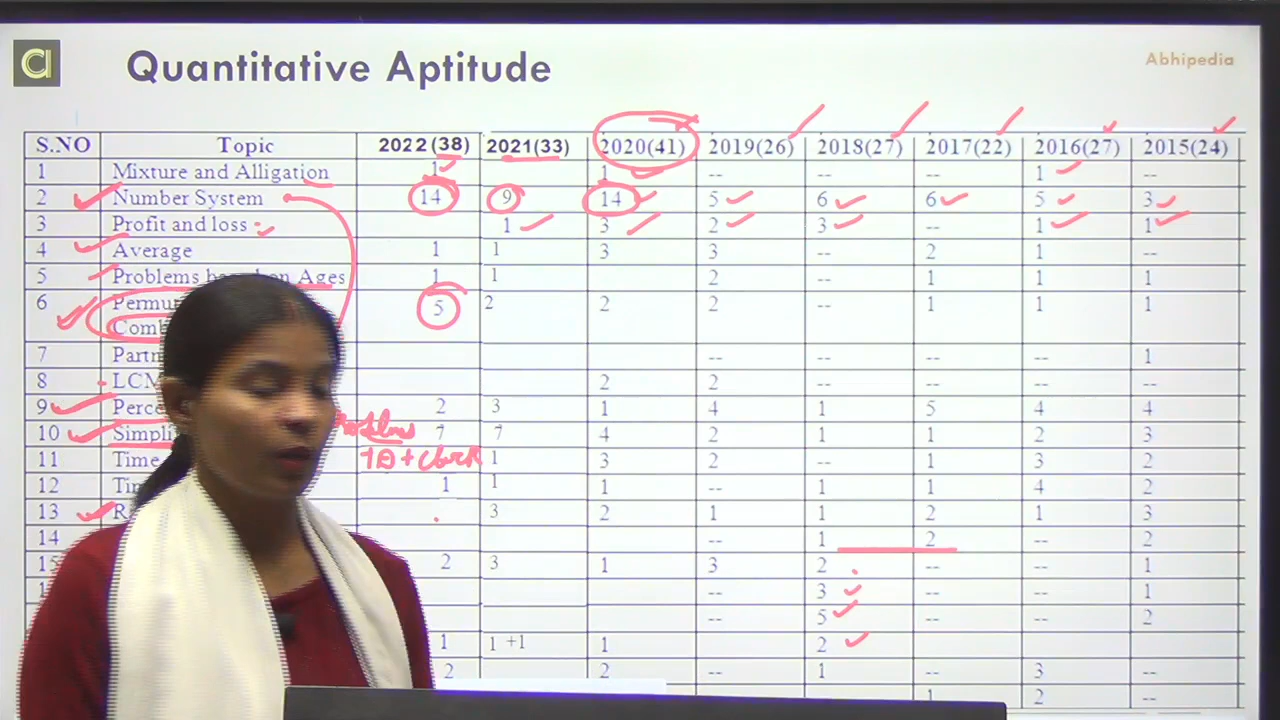 Quantitative Aptitude
Abhipedia
S.NO Topic 2022(38) 2021(33) 2020(41) 2019(26) 2018(27) 2017(22) 2016(27) 2015(24)
1 Mixture and Alligation 1 1 -- -- -- 1 --
2 Number System 14 9 14 5 6 6 5 3
3 Profit and loss 1 3 2 3 -- 1 1
4 Average 1 1 3 3 -- 2 1 --
5 Problems Ages 1 1 2 -- 1 1 1
6 5 2 2 2 -- 1 1 1
7 -- -- -- -- 1
8 LCM 2 2 -- -- -- --
9 2 3 1 4 1 5 4 4
10 7 7 4 2 1 1 2 3
11 Time TD + clock 1 3 2 -- 1 3 2
12 1 1 1 -- 1 1 4 2
13 3 2 1 1 2 1 3
14 -- 1 2 -- 2
15 2 3 1 3 2 -- -- 1
-- 3 -- -- 1
-- 5 -- -- 2
1 1 +1 1 2
2 2 -- 1 -- 3 --
1 2 --